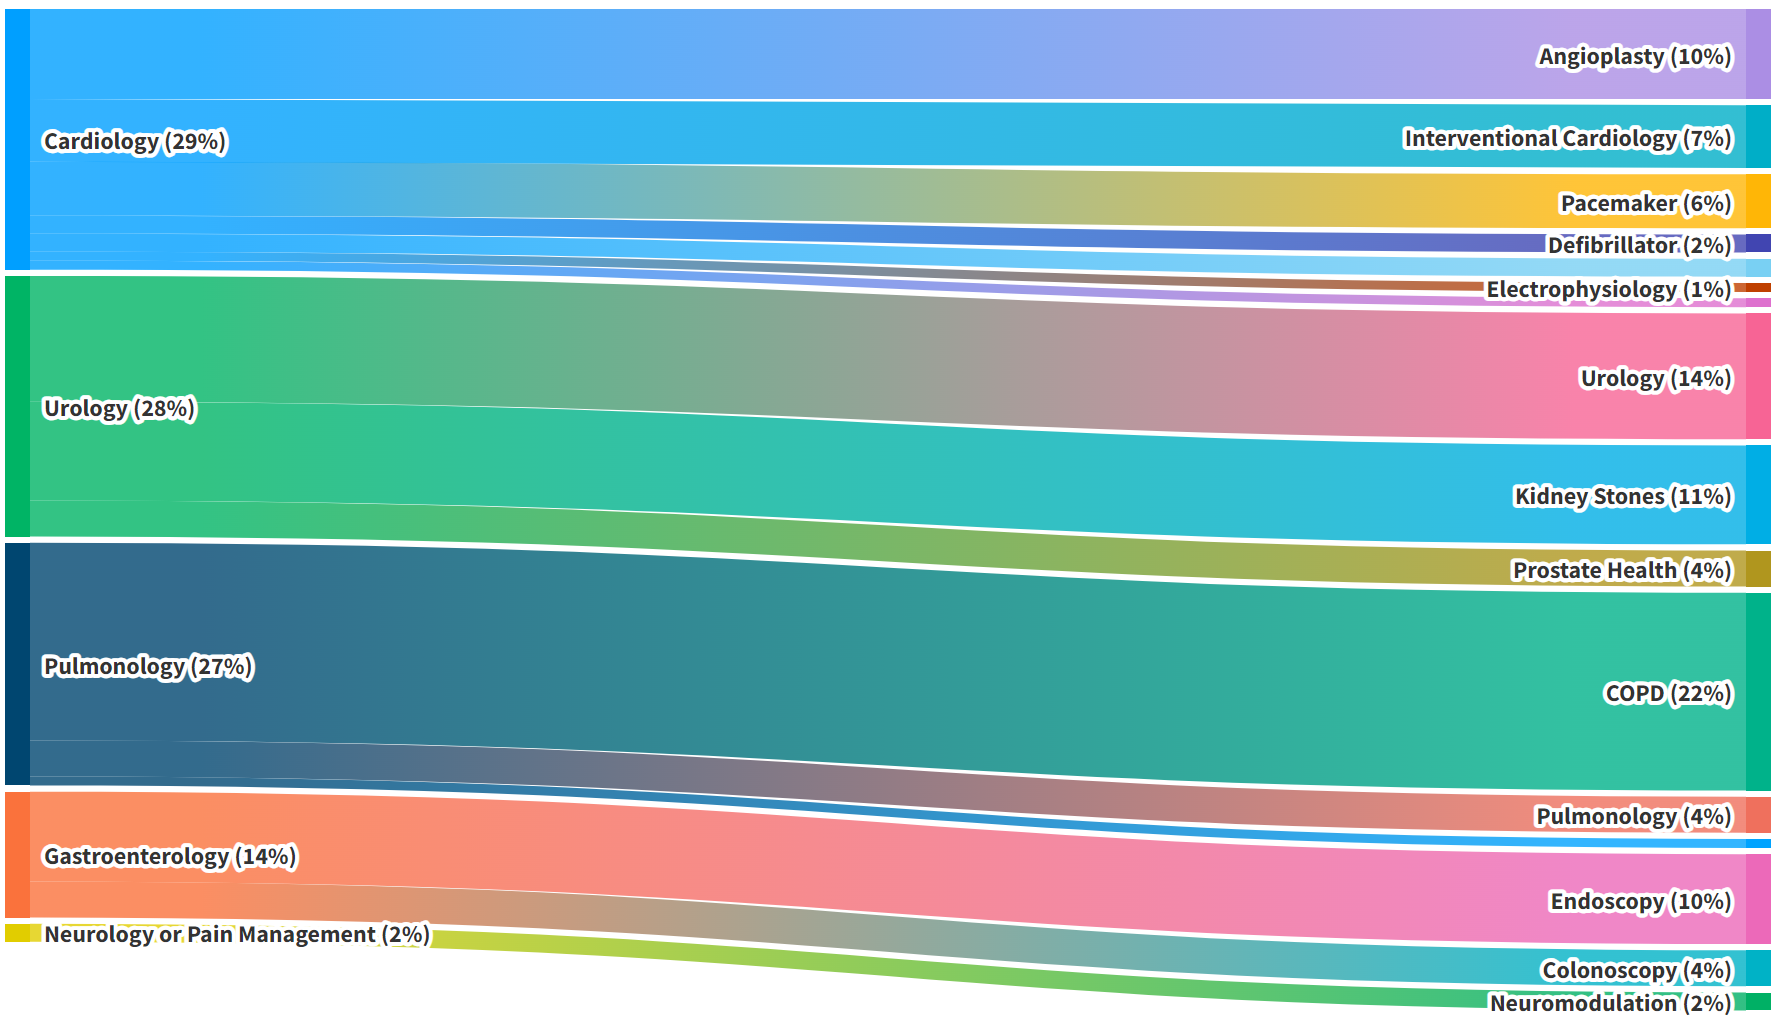 Cardiology (29%)
Urology (28%)
Pulmonology (27%)
Gastroenterology (14%)
Neurology or Pain Management (2%)
Angioplasty (10%)
Interventional Cardiology (7%)
Pacemaker (6%)
Defibrillator (2%)
Electrophysiology (1%)
Urology (14%)
Kidney Stones (11%)
Prostate Health (4%)
COPD (22%)
Pulmonology (4%)
Endoscopy (10%)
Colonoscopy (4%)
Neuromodulation (2%)